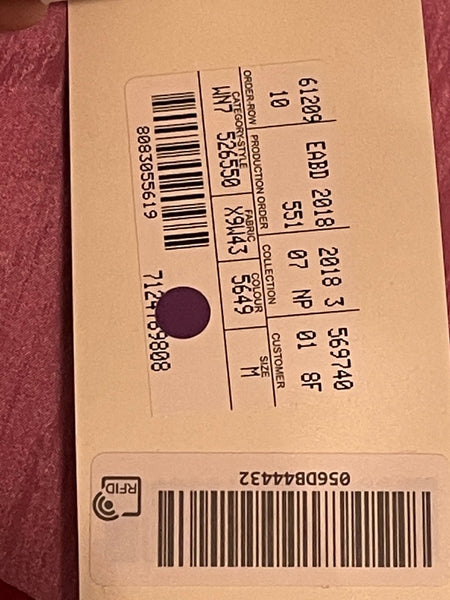 61209 EABD 2018 2018 3 569740
10 551 07 NP 01 8F
ORDER-ROW PRODUCTION ORDER COLLECTION CUSTOMER
CATEGORY-STYLE FABRIC COLOUR SIZE
WN7 526550 X9W43 5649 M
8083055619
056DB44432
RFID